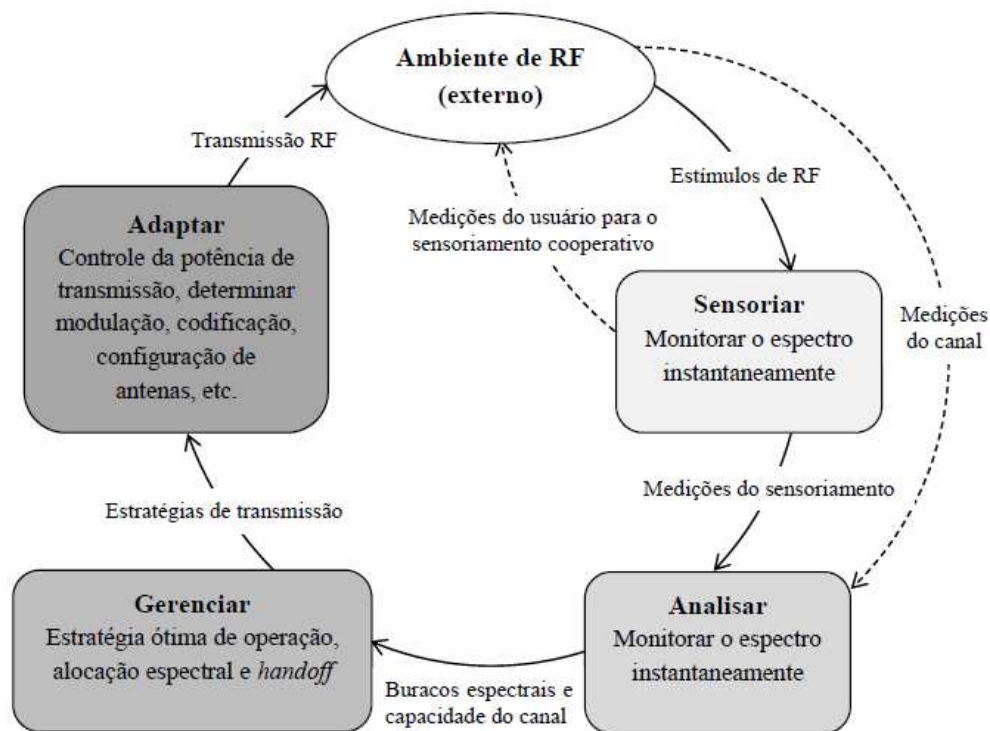 Ambiente de RF
(externo)
Transmissão RF
Estímulos de RF
Adaptar
Controle da potência de
transmissão, determinar
modulação, codificação,
configuração de
antenas, etc.
Medições do usuário para o
sensoriamento cooperativo
Sensoriar
Monitorar o espectro
instantaneamente
Medições
do canal
Medições do sensoriamento
Estratégias de transmissão
Gerenciar
Estratégia ótima de operação,
alocação espectral e handoff
Analisar
Monitorar o espectro
instantaneamente
Buracos espectrais e
capacidade do canal